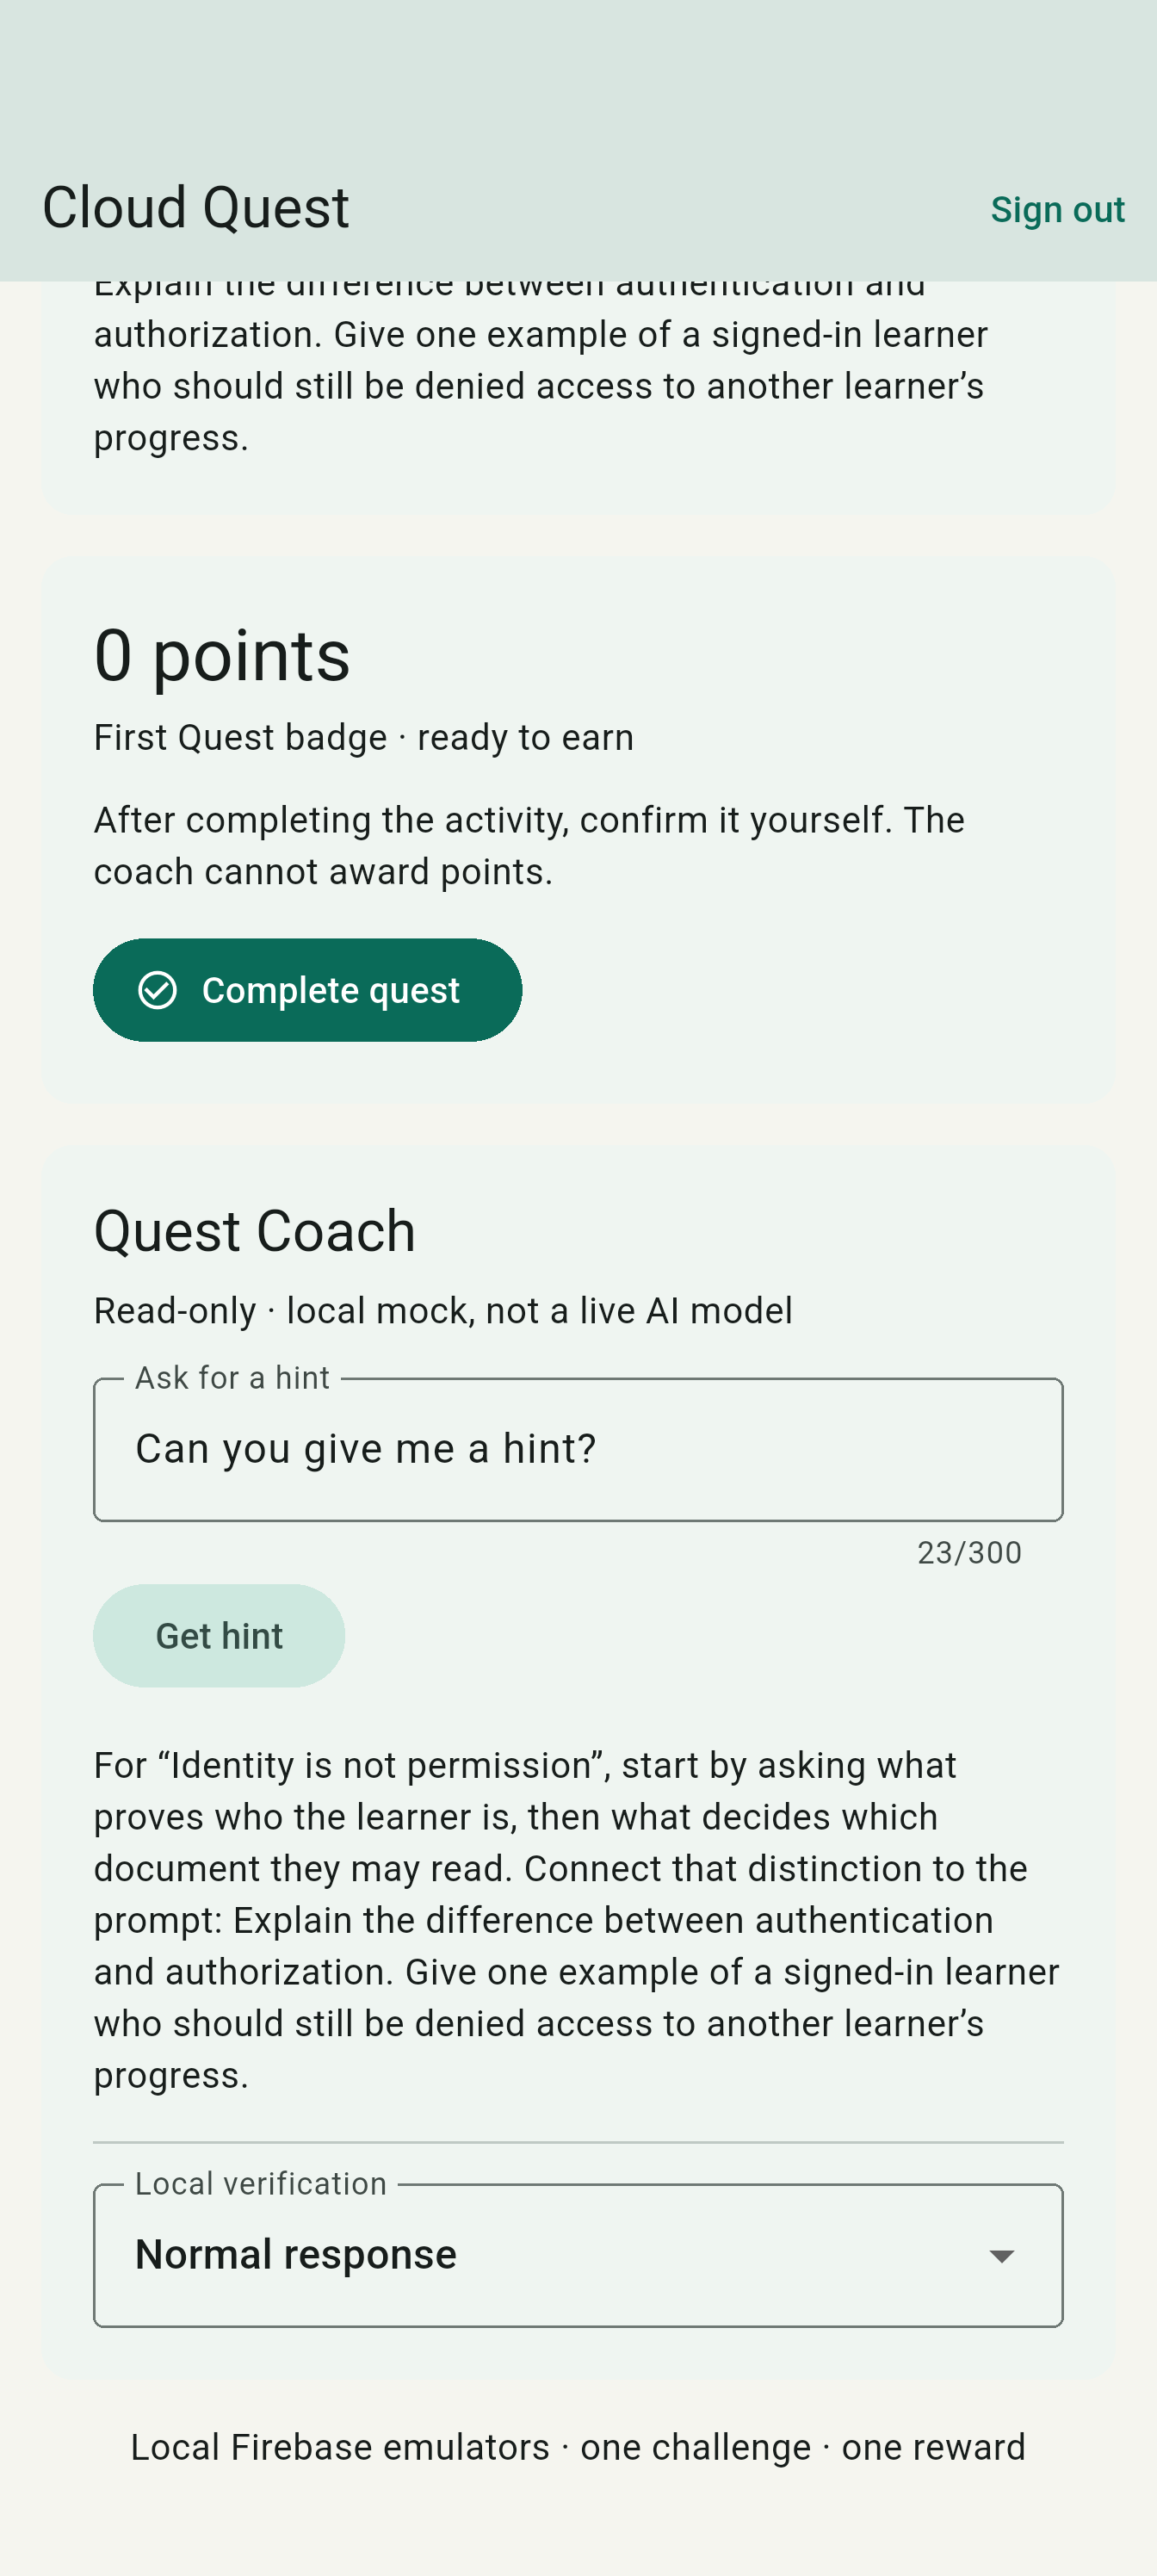 Cloud Quest
Sign out
Explain the difference between authentication and
authorization. Give one example of a signed-in learner
who should still be denied access to another learner’s
progress.
0 points
First Quest badge · ready to earn
After completing the activity, confirm it yourself. The
coach cannot award points.
Complete quest
Quest Coach
Read-only · local mock, not a live AI model
Ask for a hint
Can you give me a hint?
23/300
Get hint
For “Identity is not permission”, start by asking what
proves who the learner is, then what decides which
document they may read. Connect that distinction to the
prompt: Explain the difference between authentication
and authorization. Give one example of a signed-in learner
who should still be denied access to another learner’s
progress.
Local verification
Normal response
Local Firebase emulators · one challenge · one reward